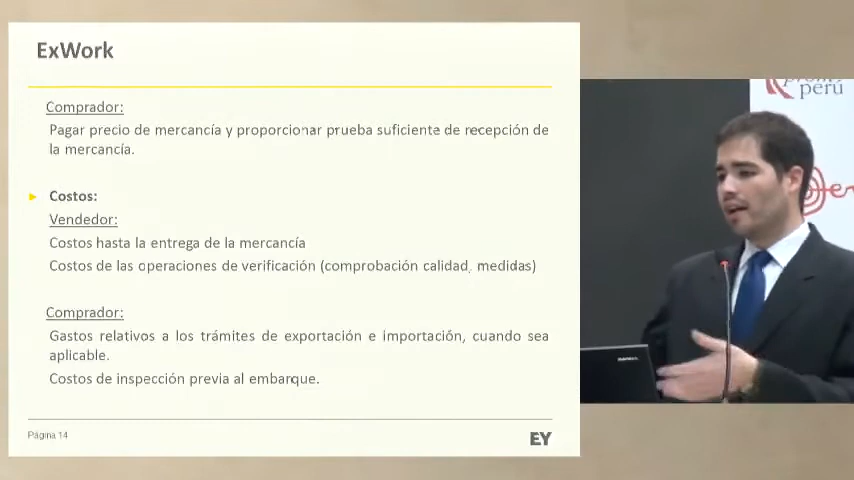 ExWork
Comprador:
Pagar precio de mercancía y proporcionar prueba suficiente de recepción de
la mercancía.
► Costos:
Vendedor:
Costos hasta la entrega de la mercancía
Costos de las operaciones de verificación (comprobación calidad, medidas)
Comprador:
Gastos relativos a los trámites de exportación e importación, cuando sea
aplicable.
Costos de inspección previa al embarque.
Página 14
EY
perú